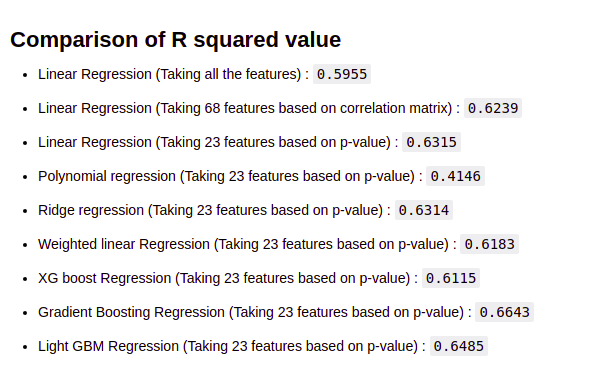 Comparison of R squared value
• Linear Regression (Taking all the features) : 0.5955
• Linear Regression (Taking 68 features based on correlation matrix) : 0.6239
• Linear Regression (Taking 23 features based on p-value) : 0.6315
• Polynomial regression (Taking 23 features based on p-value) : 0.4146
• Ridge regression (Taking 23 features based on p-value) : 0.6314
• Weighted linear Regression (Taking 23 features based on p-value) : 0.6183
• XG boost Regression (Taking 23 features based on p-value) : 0.6115
• Gradient Boosting Regression (Taking 23 features based on p-value) : 0.6643
• Light GBM Regression (Taking 23 features based on p-value) : 0.6485